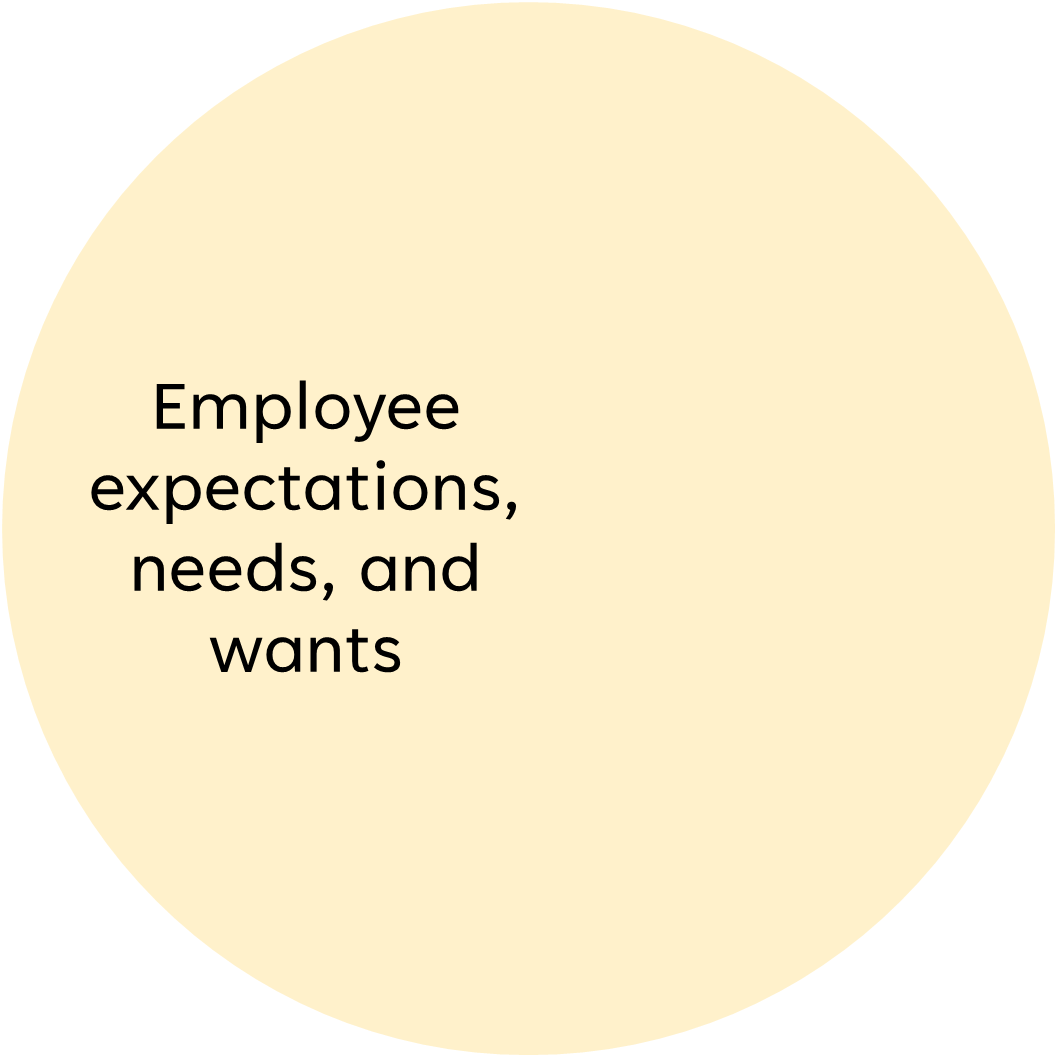 Employee
expectations,
needs, and
wants